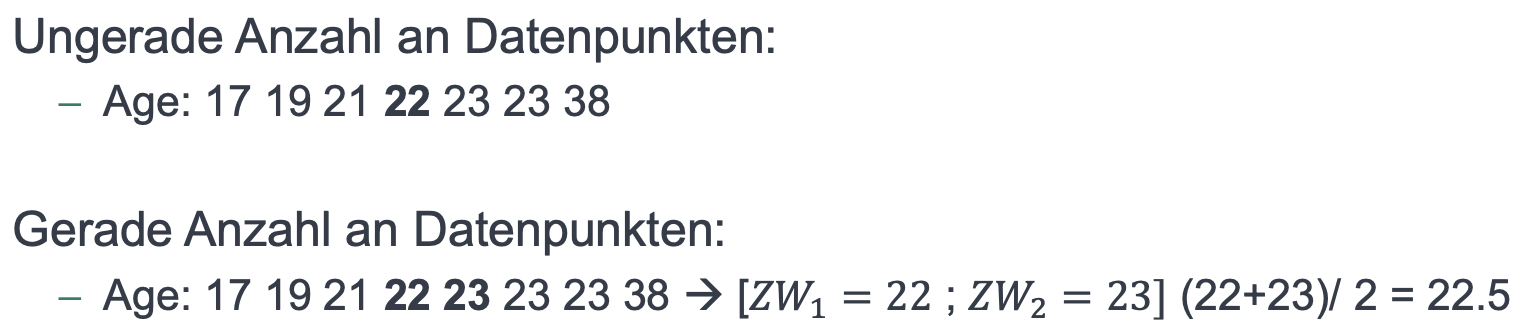 Ungerade Anzahl an Datenpunkten:
– Age: 17 19 21 22 23 23 38
Gerade Anzahl an Datenpunkten:
– Age: 17 19 21 22 23 23 23 38 → [ZW₁ = 22 ; ZW₂ = 23] (22+23)/ 2 = 22.5